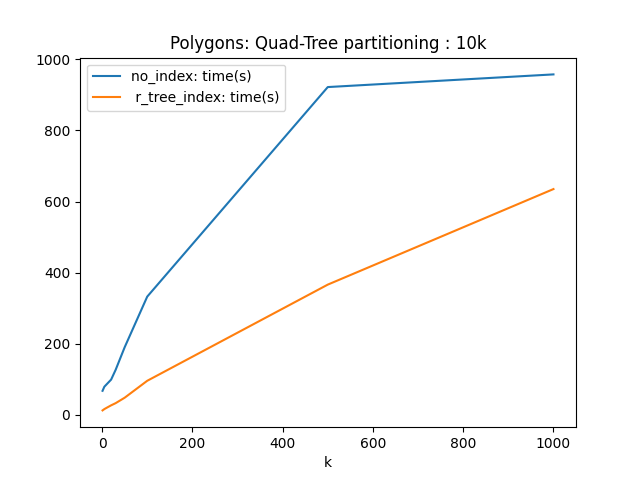 Polygons: Quad-Tree partitioning : 10k
no_index: time(s)
r_tree_index: time(s)
1000
800
600
400
200
0
0 200 400 600 800 1000
k